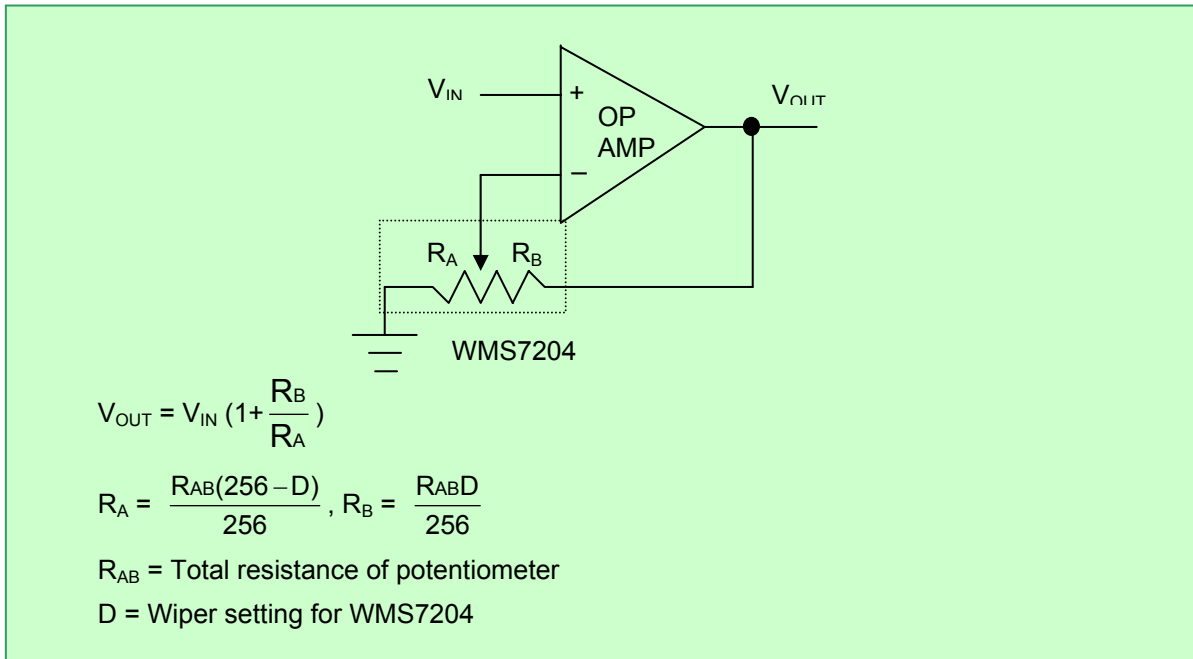 V_IN
+
OP
AMP
−
V_OUT
R_A R_B
WMS7204
V_OUT = V_IN (1+ R_B / R_A )
R_A = R_AB(256 − D) / 256 , R_B = R_ABD / 256
R_AB = Total resistance of potentiometer
D = Wiper setting for WMS7204